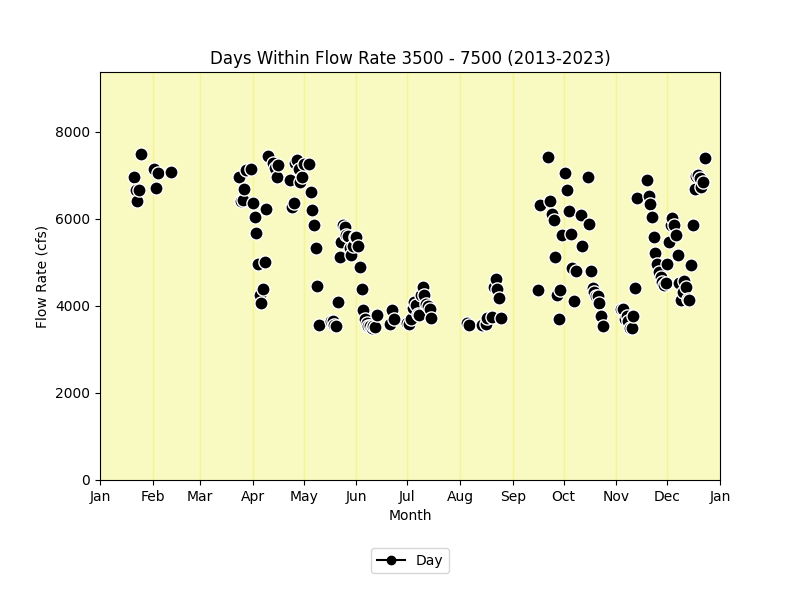 Days Within Flow Rate 3500 - 7500 (2013-2023)
8000
6000
4000
2000
0
Flow Rate (cfs)
Jan Feb Mar Apr May Jun Jul Aug Sep Oct Nov Dec Jan
Month
Day